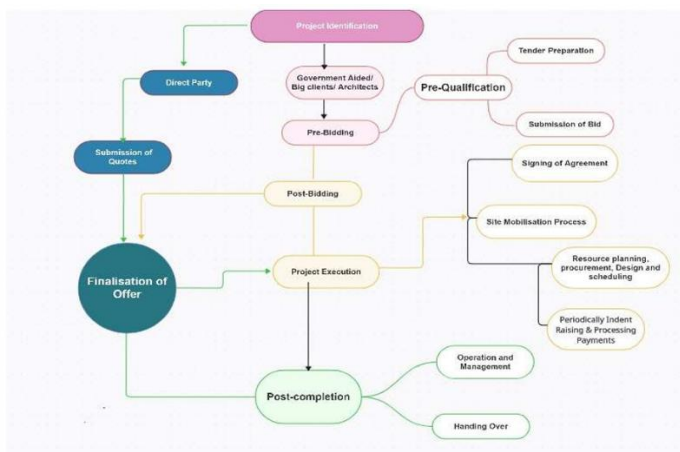 Project Identification
Direct Party
Government Aided/
Big clients/ Architects
Tender Preparation
Pre-Qualification
Pre-Bidding
Submission of Bid
Submission of
Quotes
Signing of Agreement
Post-Bidding
Site Mobilisation Process
Finalisation of
Offer
Project Execution
Resource planning,
procurement, Design and
scheduling
Periodically Indent
Raising & Processing
Payments
Operation and
Management
Post-completion
Handing Over